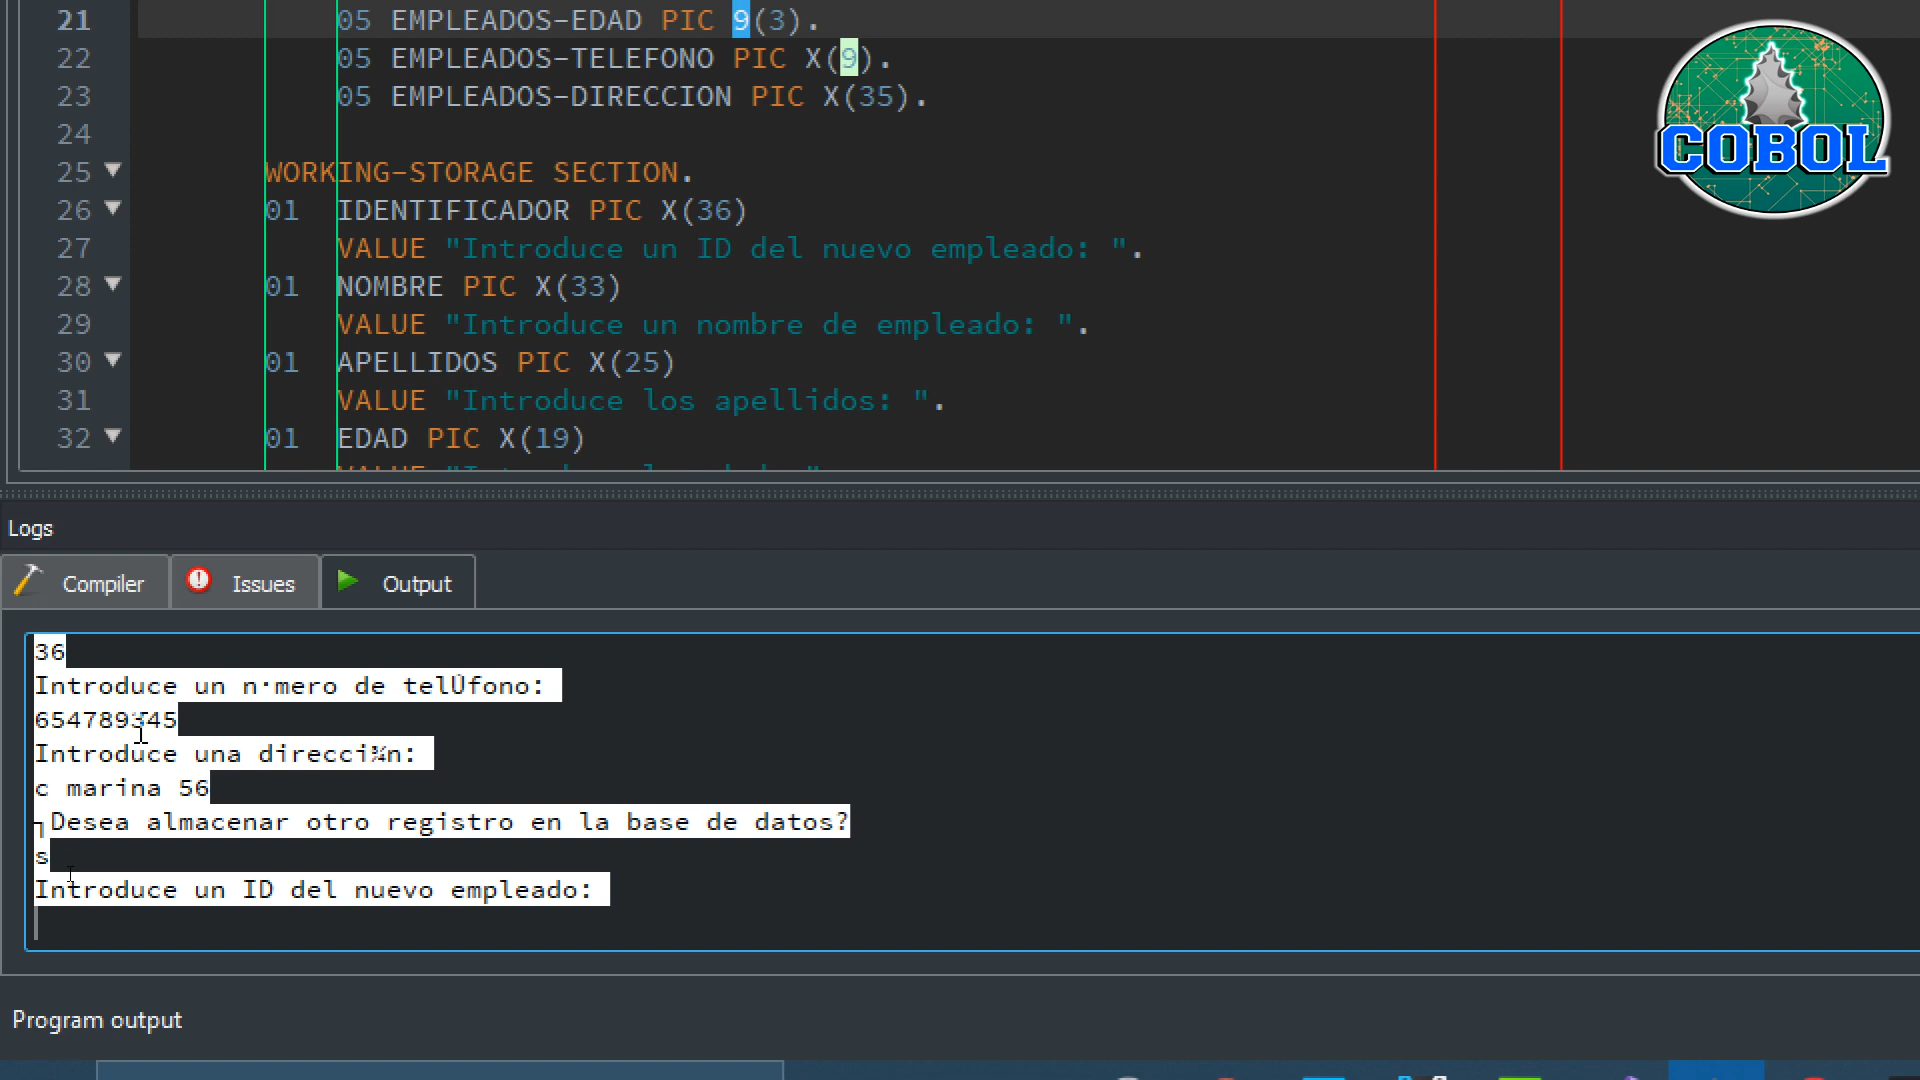 21 05 EMPLEADOS-EDAD PIC 9(3).
22 05 EMPLEADOS-TELEFONO PIC X(9).
23 05 EMPLEADOS-DIRECCION PIC X(35).
24
25 WORKING-STORAGE SECTION.
26 01 IDENTIFICADOR PIC X(36)
27 VALUE "Introduce un ID del nuevo empleado: ".
28 01 NOMBRE PIC X(33)
29 VALUE "Introduce un nombre de empleado: ".
30 01 APELLIDOS PIC X(25)
31 VALUE "Introduce los apellidos: ".
32 01 EDAD PIC X(19)
COBOL
Logs
Compiler Issues Output
36
Introduce un n·mero de telÚfono:
654789345
Introduce una direcci¾n:
c marina 56
┐Desea almacenar otro registro en la base de datos?
s
Introduce un ID del nuevo empleado:
Program output